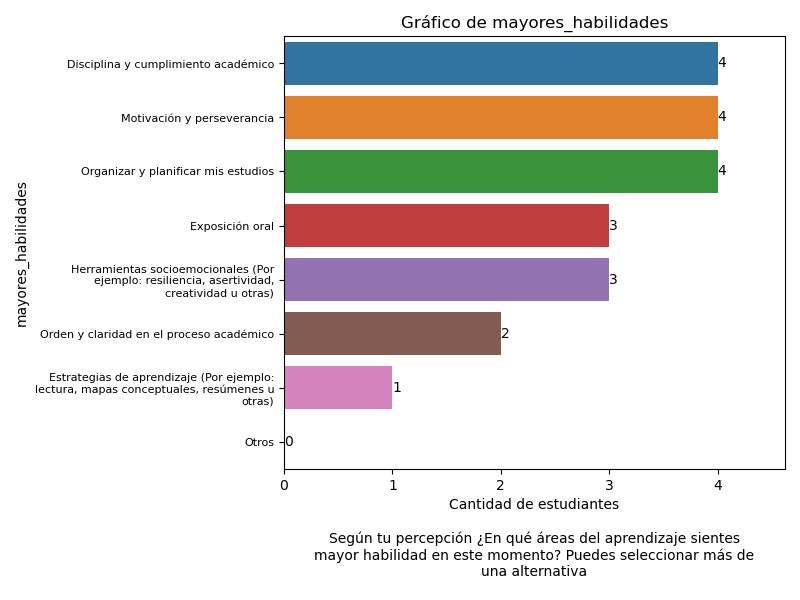 Gráfico de mayores_habilidades
Disciplina y cumplimiento académico
4
Motivación y perseverancia
4
Organizar y planificar mis estudios
4
Exposición oral
3
Herramientas socioemocionales (Por
ejemplo: resiliencia, asertividad,
creatividad u otras)
3
Orden y claridad en el proceso académico
2
Estrategias de aprendizaje (Por ejemplo:
lectura, mapas conceptuales, resúmenes u
otras)
1
Otros
0
mayores_habilidades
0 1 2 3 4
Cantidad de estudiantes
Según tu percepción ¿En qué áreas del aprendizaje sientes
mayor habilidad en este momento? Puedes seleccionar más de
una alternativa